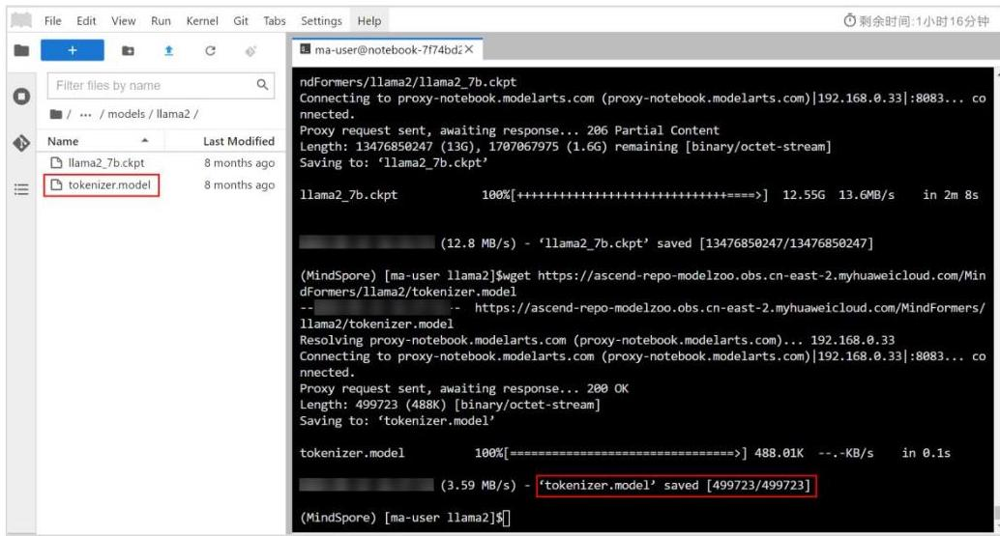 File Edit View Run Kernel Git Tabs Settings Help
剩余时间:1小时16分钟
+
Filter files by name
/ ··· / models / llama2 /
Name Last Modified
llama2_7b.ckpt 8 months ago
tokenizer.model 8 months ago
ma-user@notebook-7f74bd2 ×
ndFormers/llama2/llama2_7b.ckpt
Connecting to proxy-notebook.modelarts.com (proxy-notebook.modelarts.com)|192.168.0.33|:8083... co
nnected.
Proxy request sent, awaiting response... 206 Partial Content
Length: 13476850247 (13G), 1707067975 (1.6G) remaining [binary/octet-stream]
Saving to: ‘llama2_7b.ckpt’
llama2_7b.ckpt 100%[++++++++++++++++++++++++++++++====>] 12.55G 13.6MB/s in 2m 8s
(12.8 MB/s) - ‘llama2_7b.ckpt’ saved [13476850247/13476850247]
(MindSpore) [ma-user llama2]$wget https://ascend-repo-modelzoo.obs.cn-east-2.myhuaweicloud.com/Min
dFormers/llama2/tokenizer.model
-- -- https://ascend-repo-modelzoo.obs.cn-east-2.myhuaweicloud.com/MindFormers/
llama2/tokenizer.model
Resolving proxy-notebook.modelarts.com (proxy-notebook.modelarts.com)... 192.168.0.33
Connecting to proxy-notebook.modelarts.com (proxy-notebook.modelarts.com)|192.168.0.33|:8083... co
nnected.
Proxy request sent, awaiting response... 200 OK
Length: 499723 (488K) [binary/octet-stream]
Saving to: ‘tokenizer.model’
tokenizer.model 100%[=================================>] 488.01K --.-KB/s in 0.1s
(3.59 MB/s) - ‘tokenizer.model’ saved [499723/499723]
(MindSpore) [ma-user llama2]$